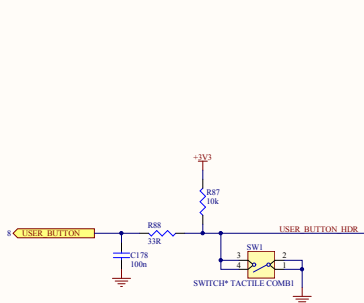 +3V3
R87
10k
R88
33R
8 USER_BUTTON
USER_BUTTON_HDR
C178
100n
SW1
3 2
4 1
SWITCH* TACTILE COMB1